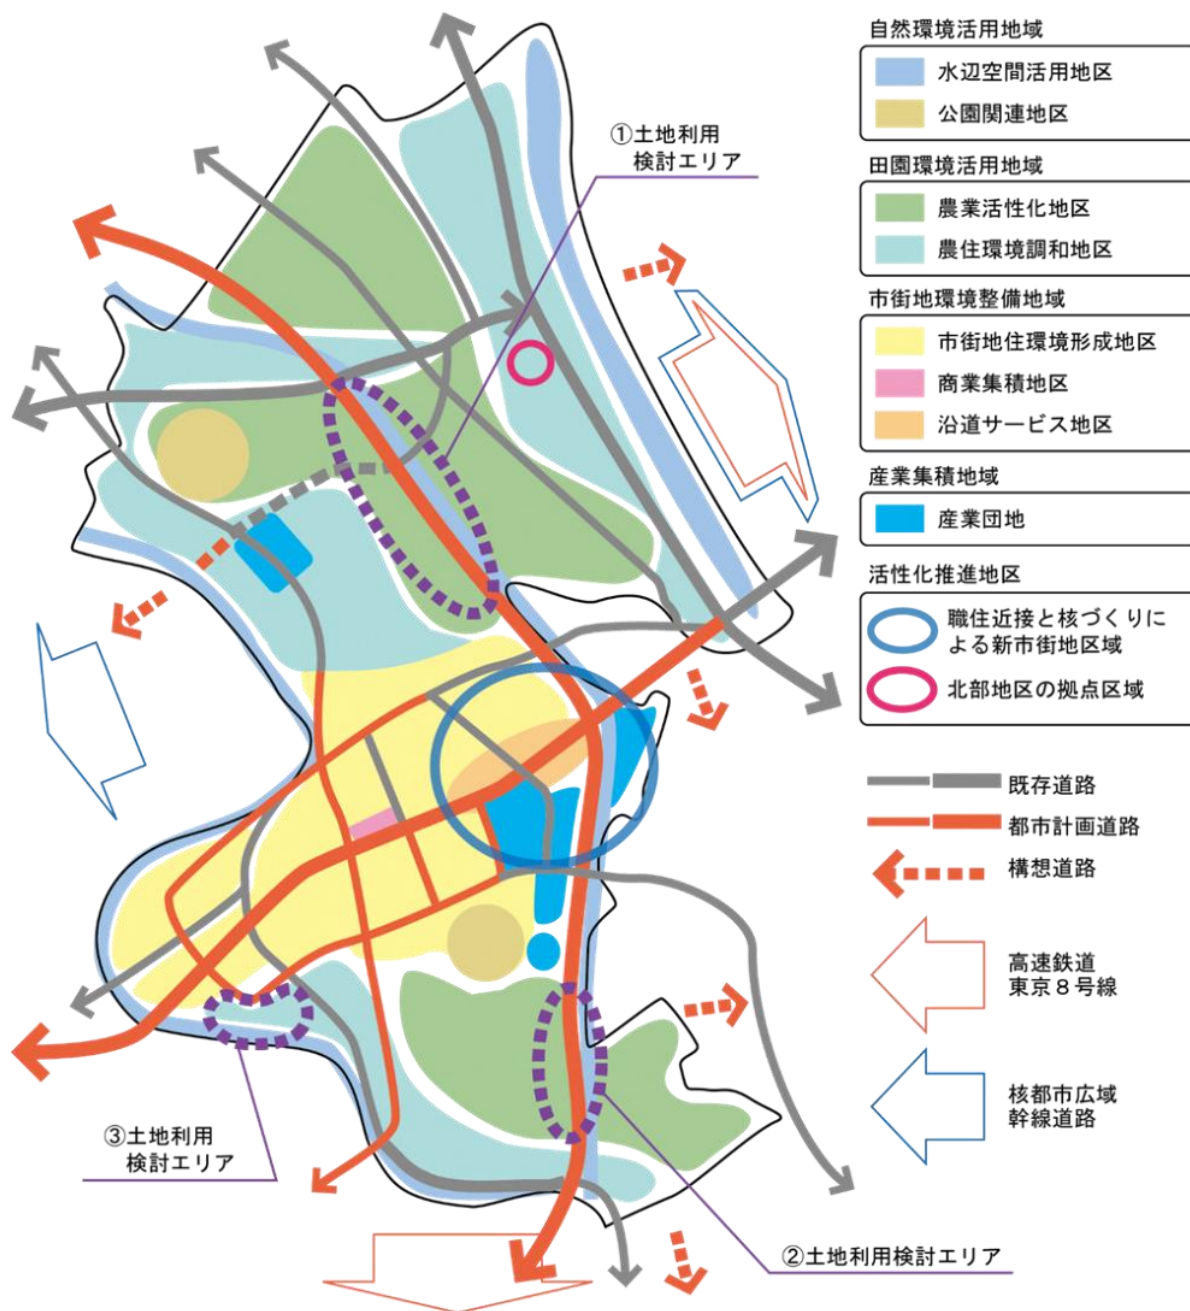 自然環境活用地域
水辺空間活用地区
公園関連地区
田園環境活用地域
農業活性化地区
農住環境調和地区
市街地環境整備地域
市街地住環境形成地区
商業集積地区
沿道サービス地区
産業集積地域
産業団地
活性化推進地区
職住近接と核づくりに
よる新市街地区域
北部地区の拠点区域
既存道路
都市計画道路
構想道路
高速鉄道
東京8号線
核都市広域
幹線道路
①土地利用
検討エリア
③土地利用
検討エリア
②土地利用検討エリア